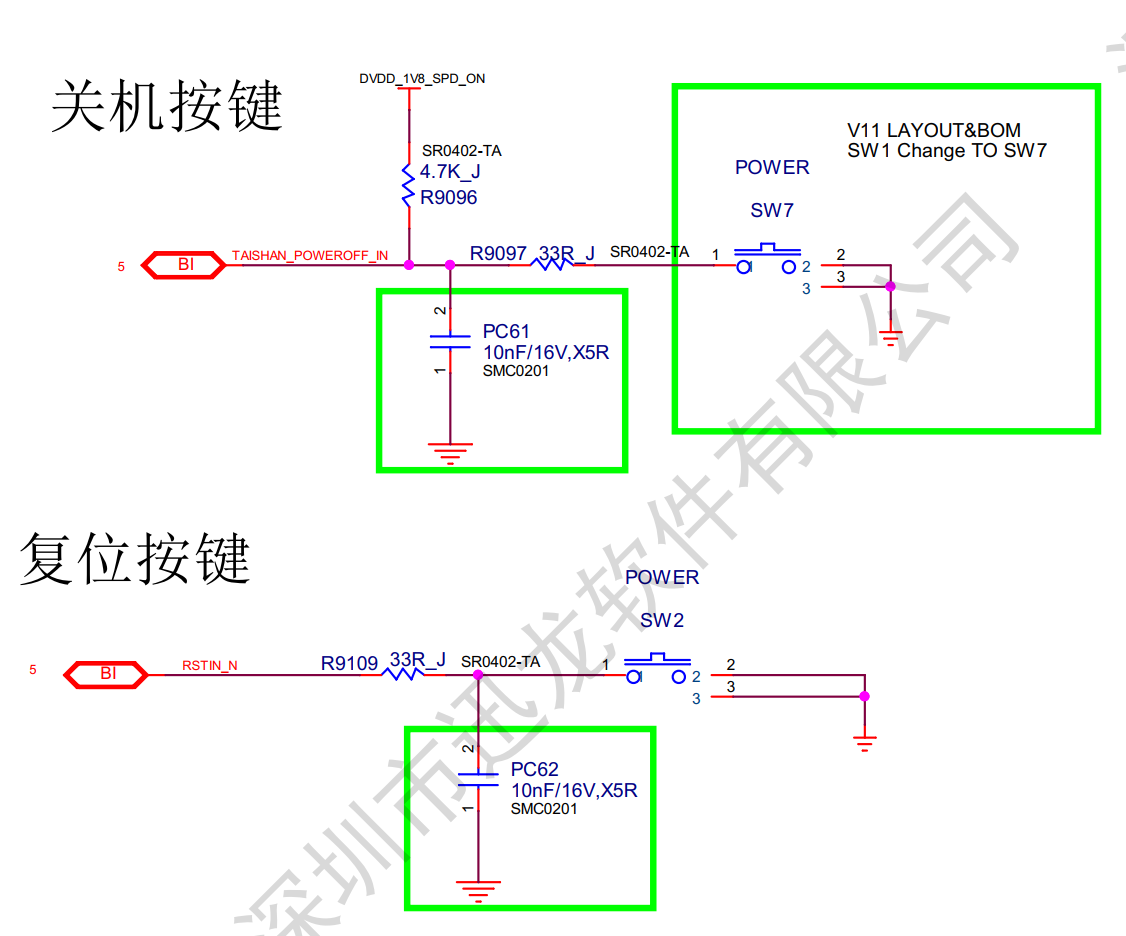 DVDD_1V8_SPD_ON
关机按键
V11 LAYOUT&BOM
SW1 Change TO SW7
SR0402-TA
4.7K_J
R9096
POWER
SW7
5
BI
TAISHAN_POWEROFF_IN
R9097
33R_J
SR0402-TA
1
1
2
2
3
3
2
PC61
10nF/16V,X5R
SMC0201
1
复位按键
POWER
SW2
5
BI
RSTIN_N
R9109
33R_J
SR0402-TA
1
1
2
2
3
3
2
PC62
10nF/16V,X5R
SMC0201
1
深圳市迅龙软件有限公司